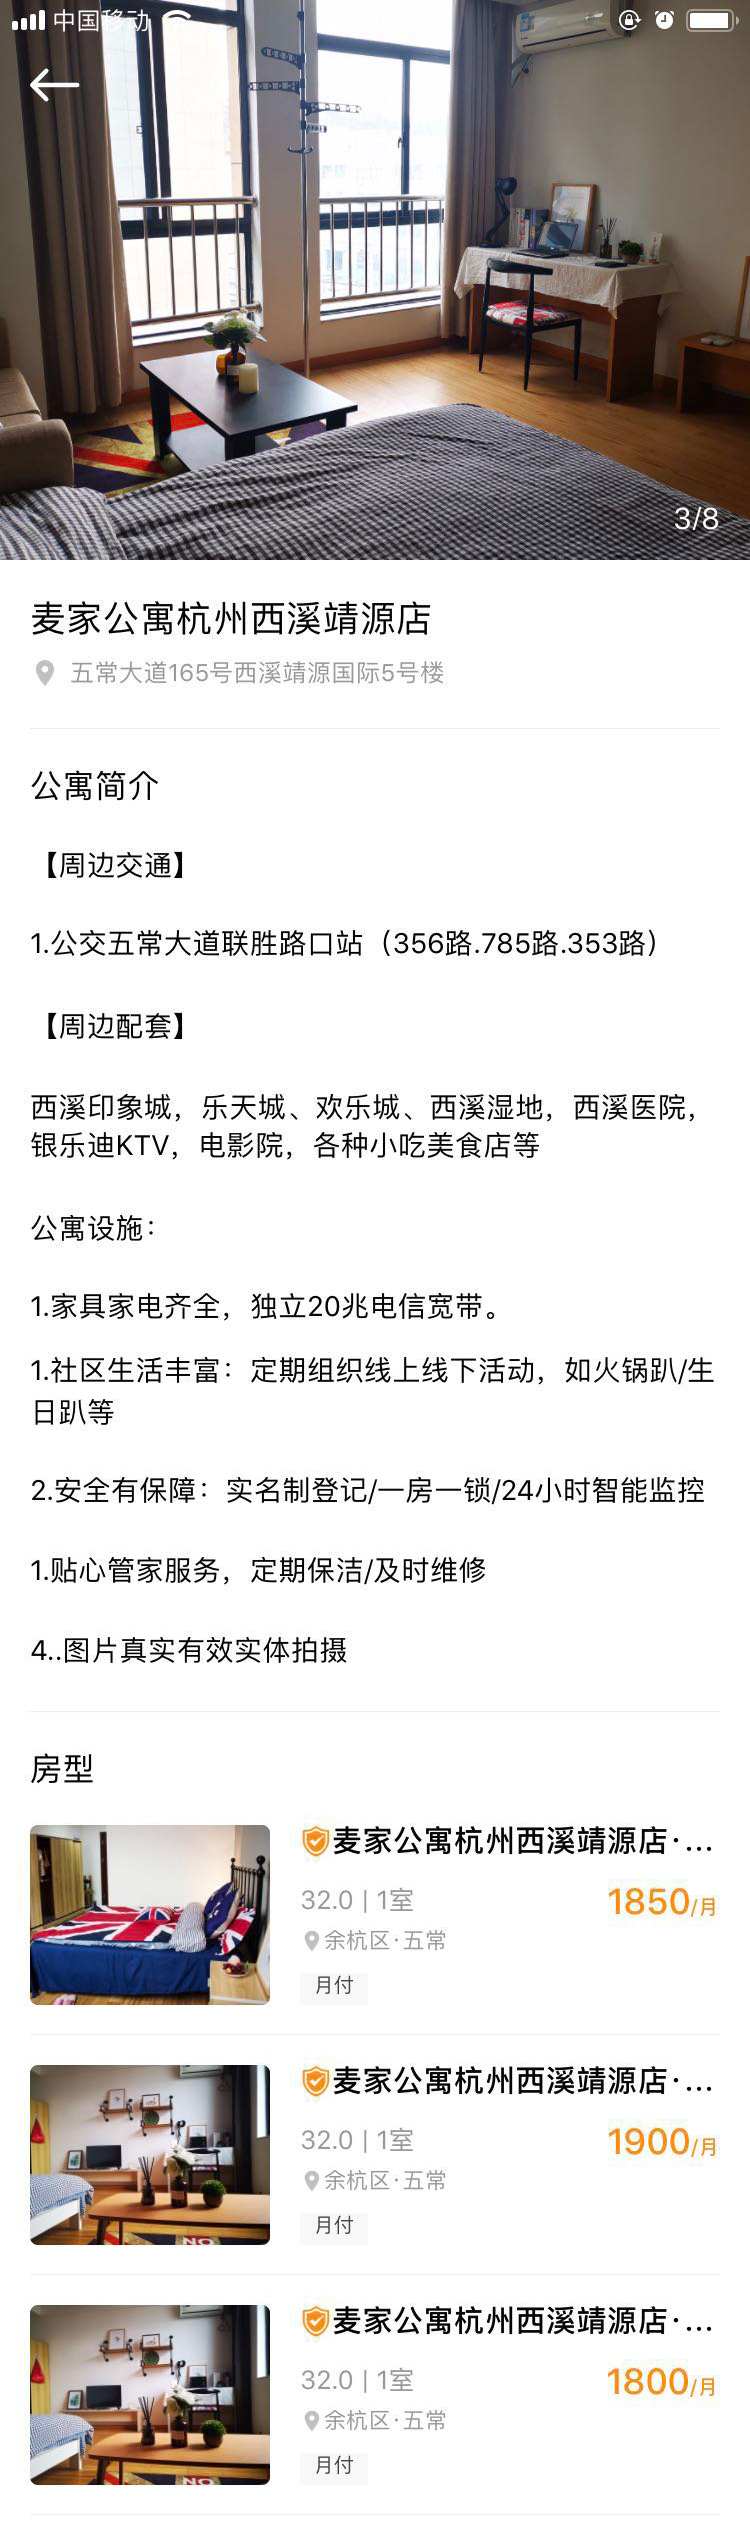 中国移动
3/8
麦家公寓杭州西溪靖源店
五常大道165号西溪靖源国际5号楼
公寓简介
【周边交通】
1.公交五常大道联胜路口站（356路.785路.353路）
【周边配套】
西溪印象城，乐天城、欢乐城、西溪湿地，西溪医院，
银乐迪KTV，电影院，各种小吃美食店等
公寓设施：
1.家具家电齐全，独立20兆电信宽带。
1.社区生活丰富：定期组织线上线下活动，如火锅趴/生
日趴等
2.安全有保障：实名制登记/一房一锁/24小时智能监控
1.贴心管家服务，定期保洁/及时维修
4..图片真实有效实体拍摄
房型
麦家公寓杭州西溪靖源店·...
32.0 | 1室
1850/月
余杭区·五常
月付
麦家公寓杭州西溪靖源店·...
32.0 | 1室
1900/月
余杭区·五常
月付
NO
麦家公寓杭州西溪靖源店·...
32.0 | 1室
1800/月
余杭区·五常
月付
NO